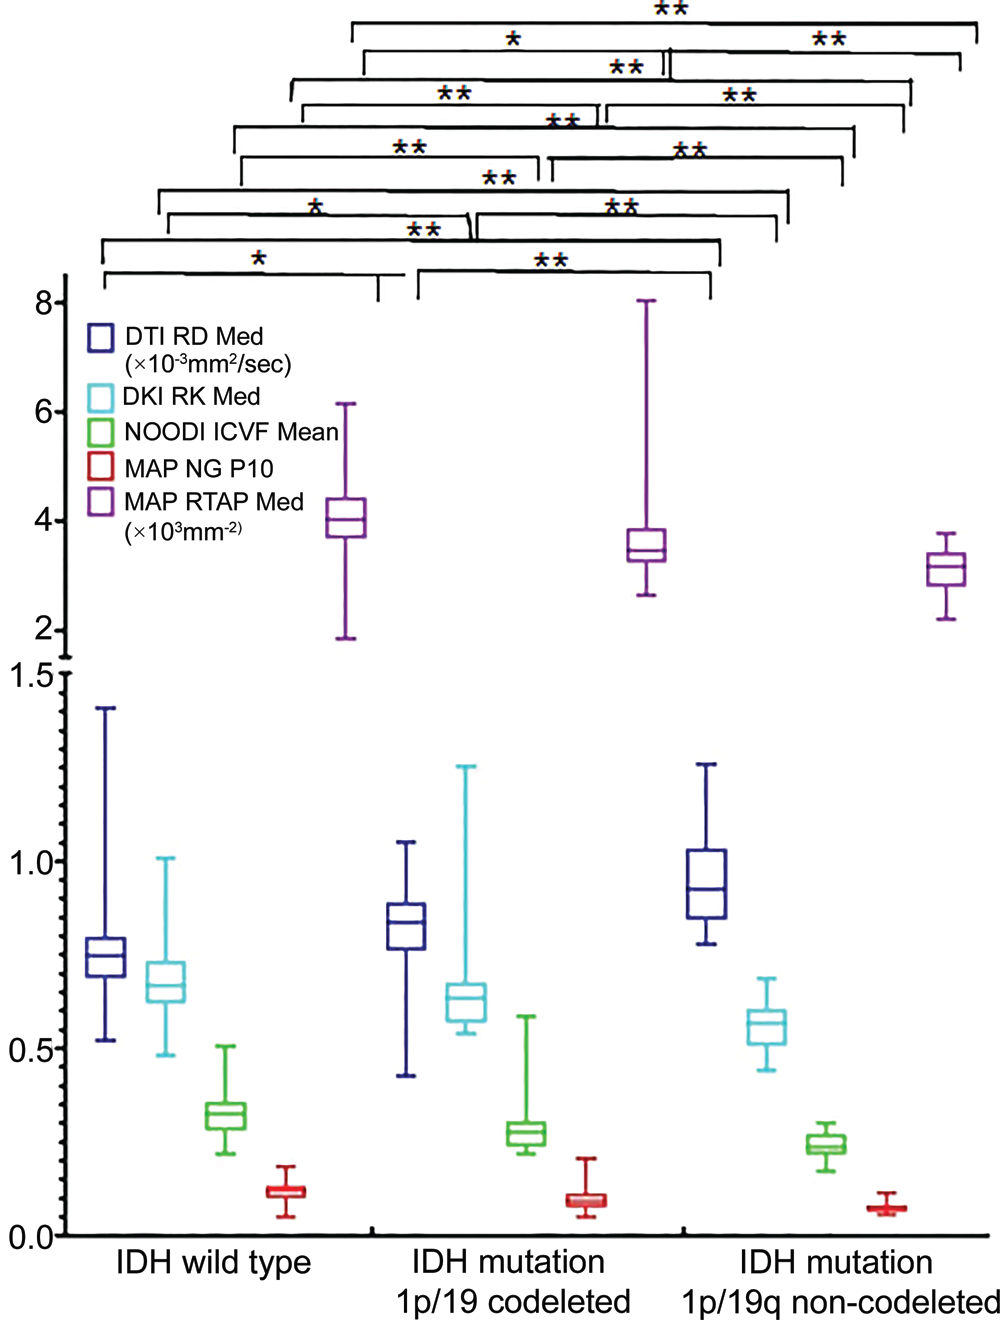 **
* **
**
** **
**
** **
**
* **
**
* **
8
6
4
2
1.5
1.0
0.5
0.0
DTI RD Med
(×10-3mm2/sec)
DKI RK Med
NOODI ICVF Mean
MAP NG P10
MAP RTAP Med
(×103mm-2)
IDH wild type
IDH mutation
1p/19 codeleted
IDH mutation
1p/19q non-codeleted